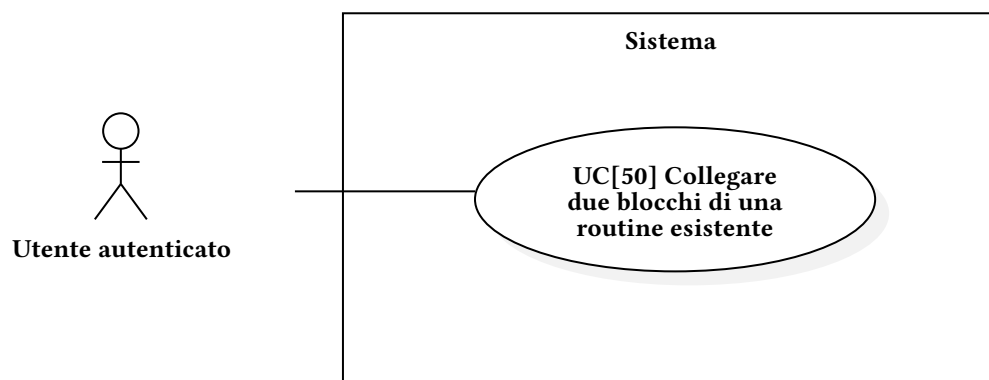 Sistema
UC[50] Collegare
due blocchi di una
routine esistente
Utente autenticato